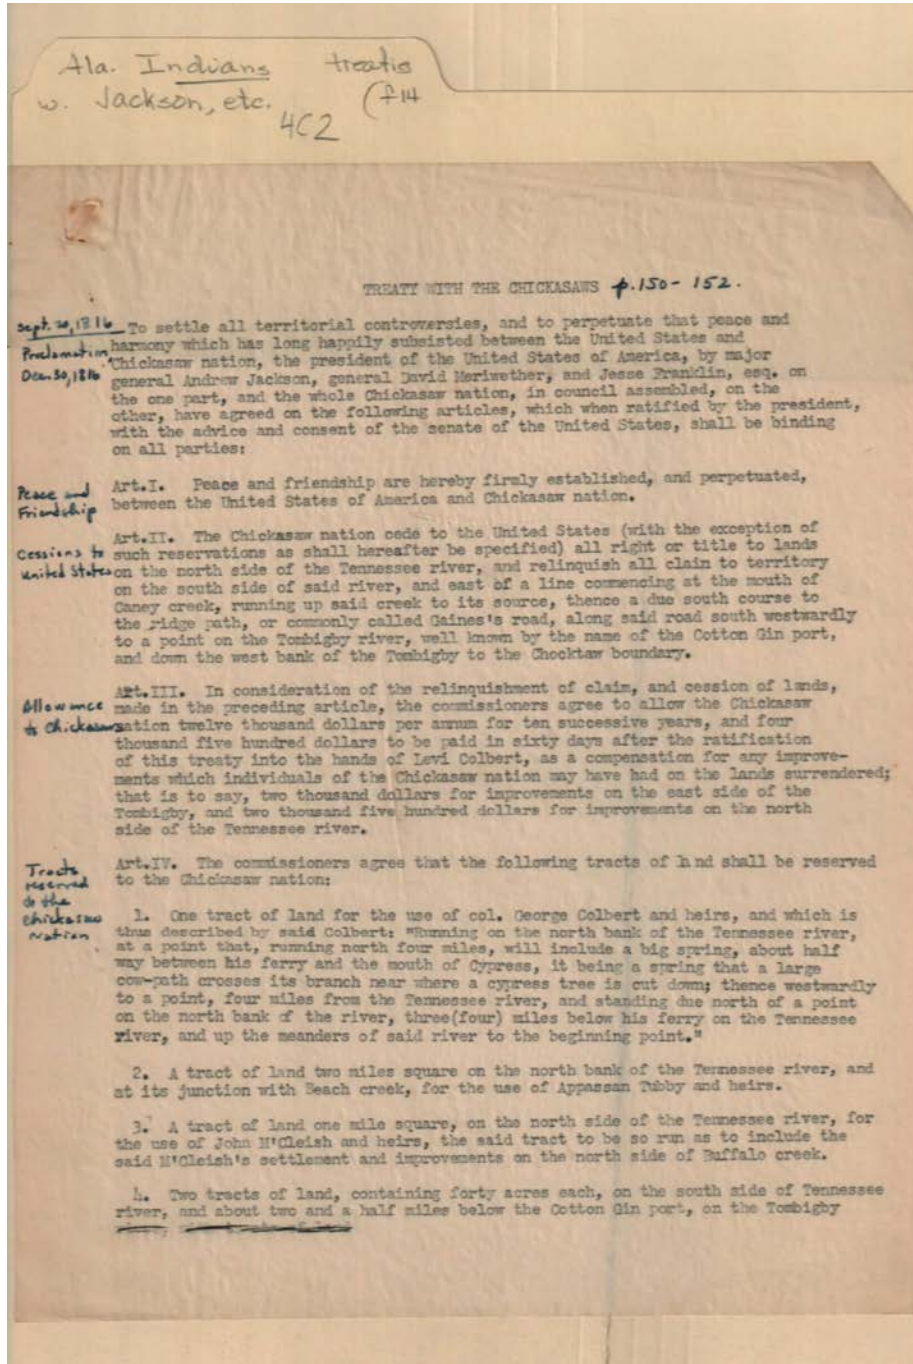 Ala. Indians treatis
w. Jackson, etc. (f14
4C2
TREATY WITH THE CHICKASAWS p.150- 152.
Sept. 20, 1816 To settle all territorial controversies, and to perpetuate that peace and
Proclamation harmony which has long happily subsisted between the United States and
Chickasaw nation, the president of the United States of America, by major
Dec. 30, 1816 general Andrew Jackson, general David Meriwether, and Jesse Franklin, esq. on
the one part, and the whole Chickasaw nation, in council assembled, on the
other, have agreed on the following articles, which when ratified by the president,
with the advice and consent of the senate of the United States, shall be binding
on all parties:
Peace and Friendship
Art.I. Peace and friendship are hereby firmly established, and perpetuated,
between the United States of America and Chickasaw nation.
Art.II. The Chickasaw nation cede to the United States (with the exception of
Cessions to such reservations as shall hereafter be specified) all right or title to lands
United States on the north side of the Tennessee river, and relinquish all claim to territory
on the south side of said river, and east of a line commencing at the mouth of
Caney creek, running up said creek to its source, thence a due south course to
the ridge path, or commonly called Gaines's road, along said road south westwardly
to a point on the Tombigby river, well known by the name of the Cotton Gin port,
and down the west bank of the Tombigby to the Chocktaw boundary.
Art.III. In consideration of the relinquishment of claim, and cession of lands,
Allowance made in the preceding article, the commissioners agree to allow the Chickasaw
to Chickasaws nation twelve thousand dollars per annum for ten successive years, and four
thousand five hundred dollars to be paid in sixty days after the ratification
of this treaty into the hands of Levi Colbert, as a compensation for any improve-
ments which individuals of the Chickasaw nation may have had on the lands surrendered;
that is to say, two thousand dollars for improvements on the east side of the
Tombigby, and two thousand five hundred dollars for improvements on the north
side of the Tennessee river.
Tracts reserved to the Chickasaw Nation
Art.IV. The commissioners agree that the following tracts of land shall be reserved
to the Chickasaw nation:
1. One tract of land for the use of col. George Colbert and heirs, and which is
thus described by said Colbert: "Running on the north bank of the Tennessee river,
at a point that, running north four miles, will include a big spring, about half
way between his ferry and the mouth of Cypress, it being a spring that a large
cow-path crosses its branch near where a cypress tree is cut down; thence westwardly
to a point, four miles from the Tennessee river, and standing due north of a point
on the north bank of the river, three(four) miles below his ferry on the Tennessee
river, and up the meanders of said river to the beginning point."
2. A tract of land two miles square on the north bank of the Tennessee river, and
at its junction with Beach creek, for the use of Appassan Tubby and heirs.
3. A tract of land one mile square, on the north side of the Tennessee river, for
the use of John M'Cleish and heirs, the said tract to be so run as to include the
said M'Cleish's settlement and improvements on the north side of Buffalo creek.
4. Two tracts of land, containing forty acres each, on the south side of Tennessee
river, and about two and a half miles below the Cotton Gin port, on the Tombigby